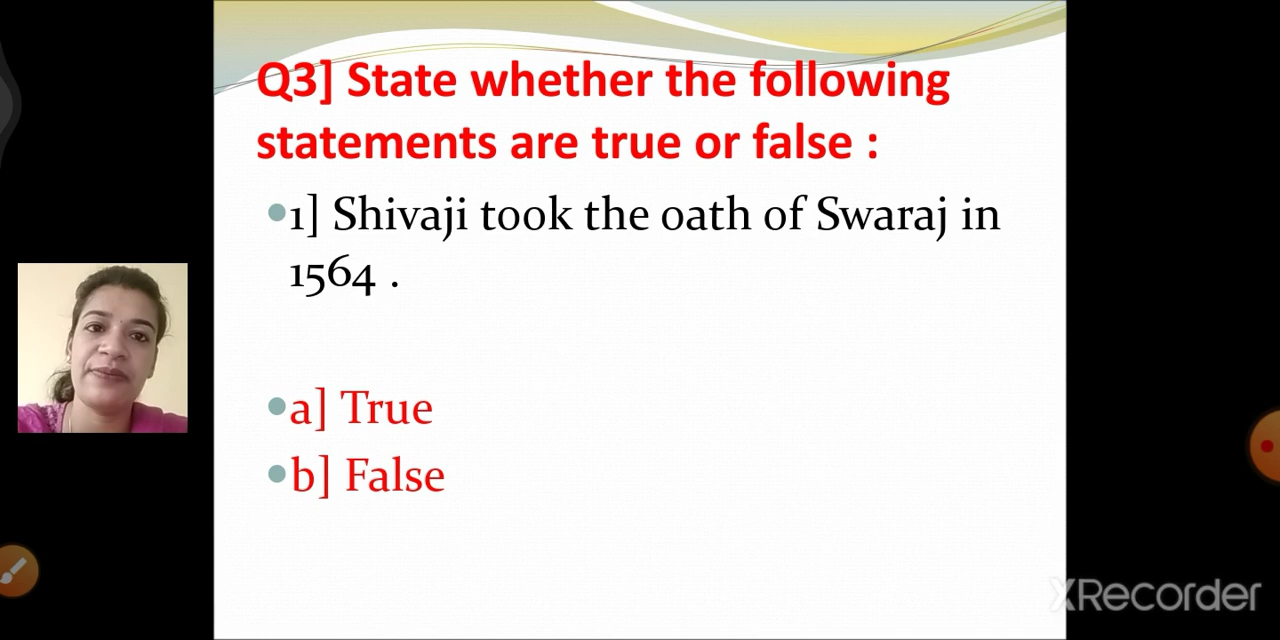 Q3] State whether the following
statements are true or false :
1] Shivaji took the oath of Swaraj in
1564 .
a] True
b] False
XRecorder